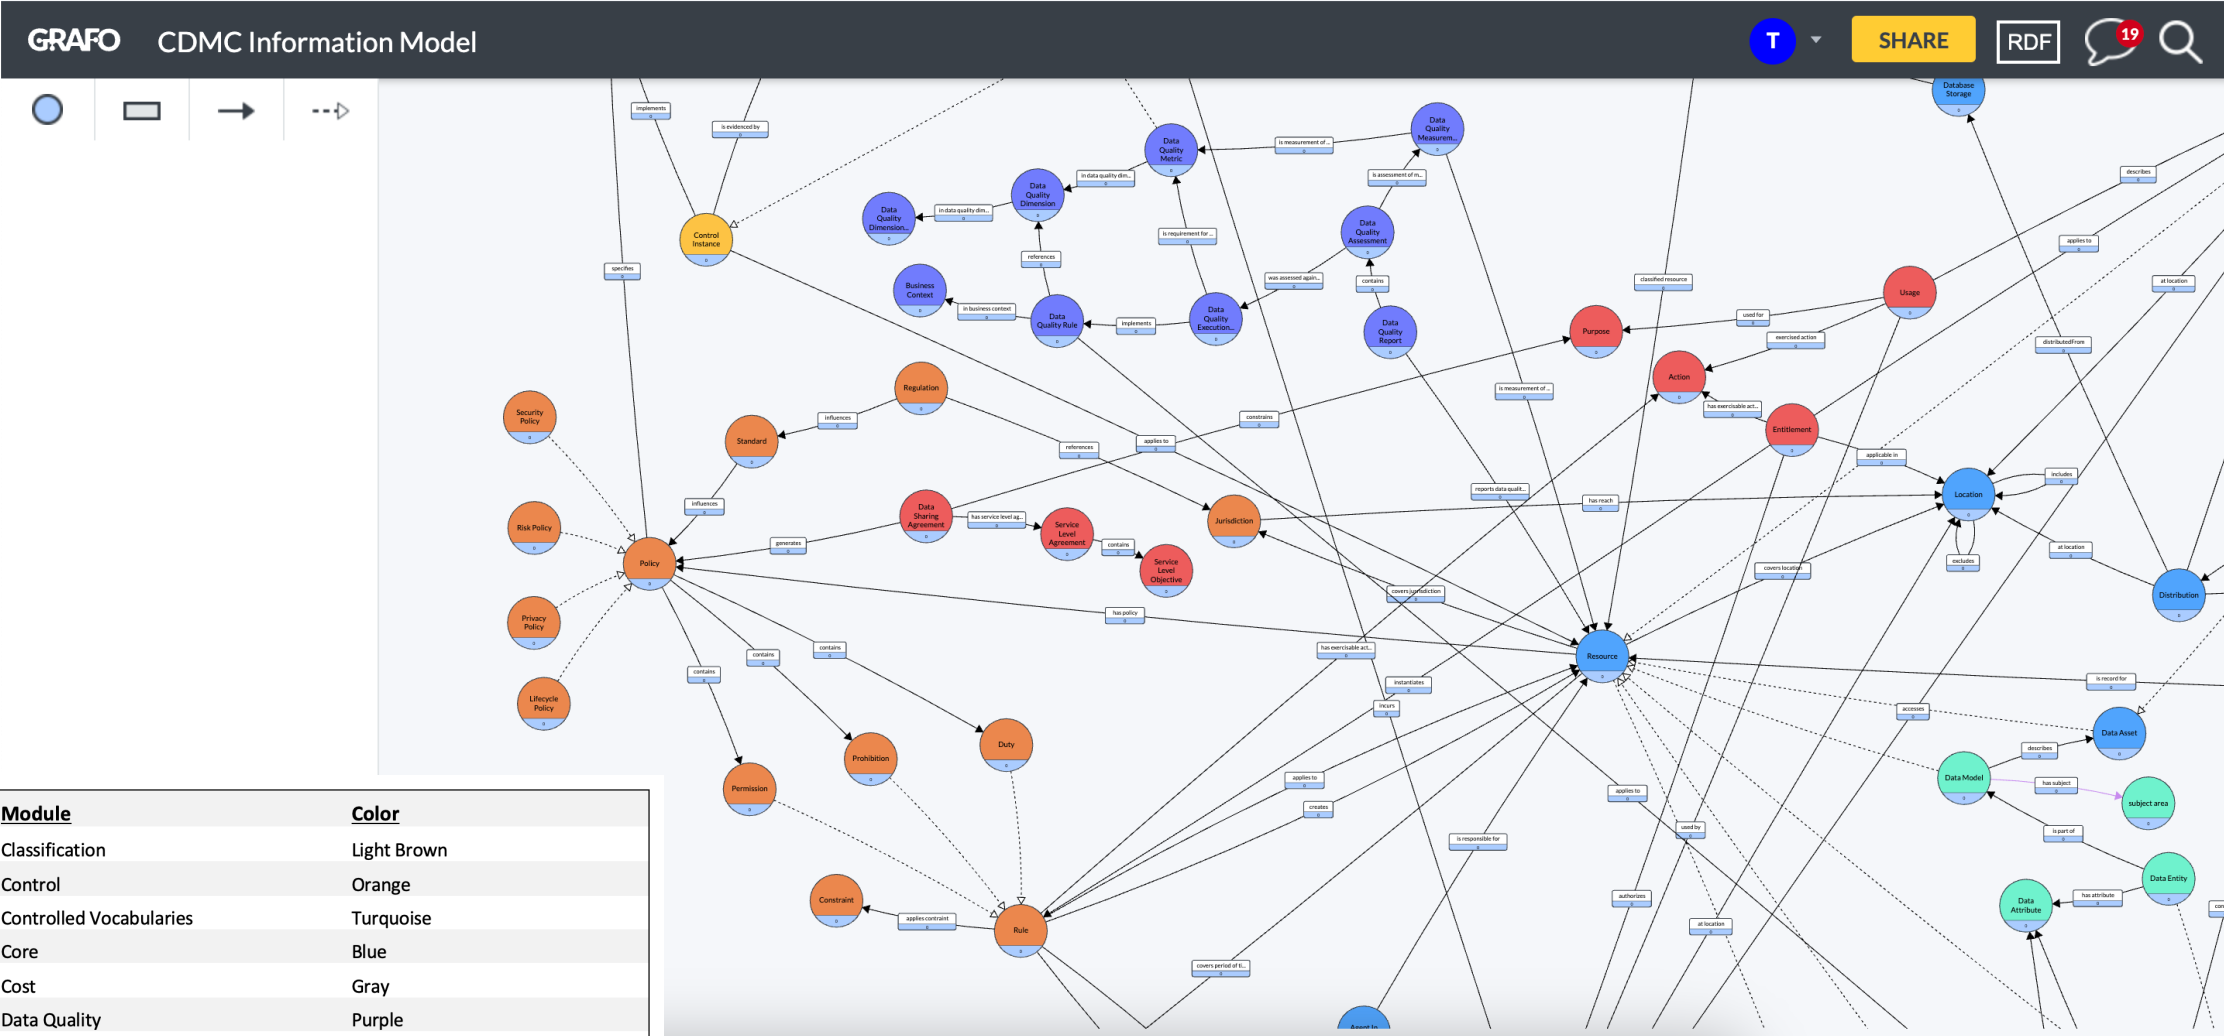 GRAFO
CDMC Information Model
T
SHARE
RDF
19
Database
Storage
implements
is evidenced by
Data
Quality
Metric
Data
Quality
Measurem...
is measurement of ...
in data quality dim...
is assessment of m...
describes
Data
Quality
Dimension
Data
Quality
Dimension...
in data quality dim...
Data
Quality
Assessment
Control
Instance
is requirement for ...
applies to
references
specifies
was assessed again...
contains
classified resource
at location
Business
Context
in business context
Data
Quality Rule
implements
Data
Quality
Execution...
Data
Quality
Report
Usage
Purpose
used for
exercised action
distributedFrom
Action
Regulation
is measurement of ...
has exercisable act...
Security
Policy
influences
constrains
Entitlement
Standard
references
applies to
applicable in
includes
influences
reports data qualit...
has reach
Location
Data
Sharing
Agreement
has service level ag...
Service
Level
Agreement
contains
Service
Level
Objective
Jurisdiction
Risk Policy
generates
at location
excludes
Policy
covers location
covers jurisdiction
Distribution
Privacy
Policy
has policy
contains
contains
contains
has exercisable act...
Resource
instantiates
is record for
Lifecycle
Policy
incurs
accesses
Data Asset
Duty
Prohibition
describes
Permission
applies to
creates
applies to
Data Model
has subject
subject area
used by
is part of
is responsible for
Data Entity
Constraint
applies contraint
Rule
authorizes
has attribute
Data
Attribute
at location
covers period of ti...
Module Color
Classification Light Brown
Control Orange
Controlled Vocabularies Turquoise
Core Blue
Cost Gray
Data Quality Purple